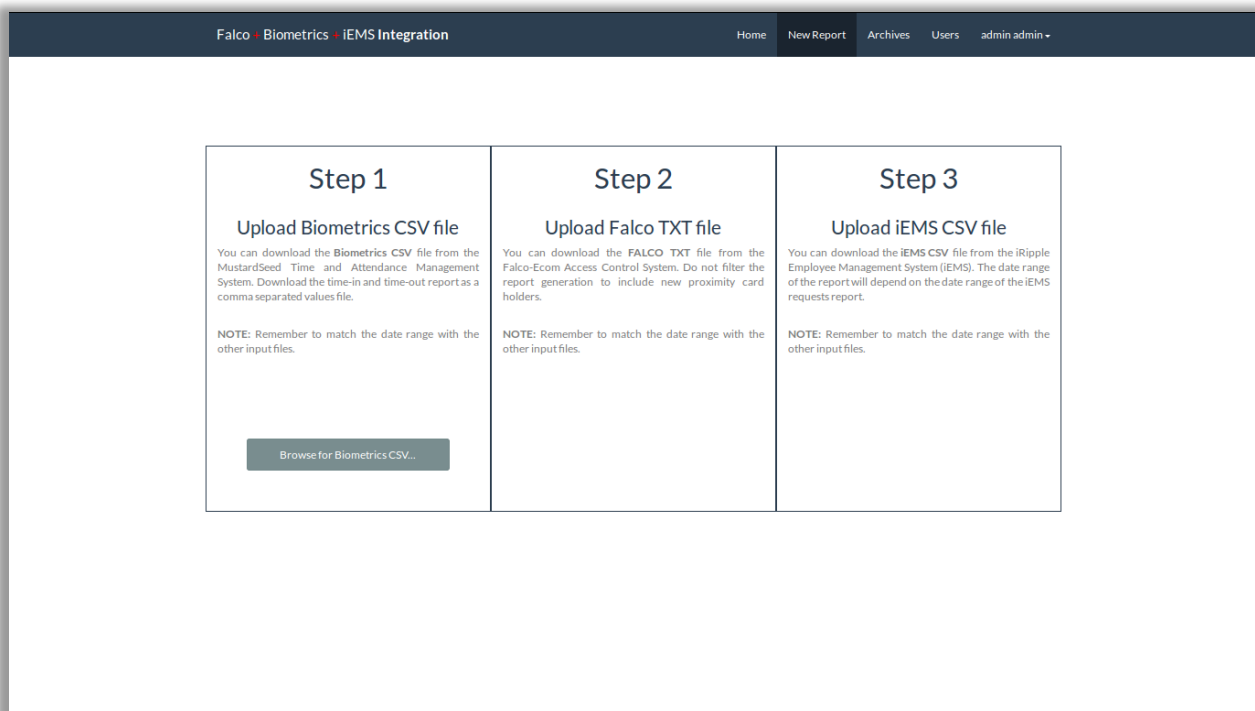 Falco + Biometrics + iEMS Integration
Home New Report Archives Users admin admin
Step 1
Upload Biometrics CSV file
You can download the Biometrics CSV file from the
MustardSeed Time and Attendance Management
System. Download the time-in and time-out report as a
comma separated values file.
NOTE: Remember to match the date range with the
other input files.
Browse for Biometrics CSV...
Step 2
Upload Falco TXT file
You can download the FALCO TXT file from the
Falco-Ecom Access Control System. Do not filter the
report generation to include new proximity card
holders.
NOTE: Remember to match the date range with the
other input files.
Step 3
Upload iEMS CSV file
You can download the iEMS CSV file from the iRipple
Employee Management System (iEMS). The date range
of the report will depend on the date range of the iEMS
requests report.
NOTE: Remember to match the date range with the
other input files.